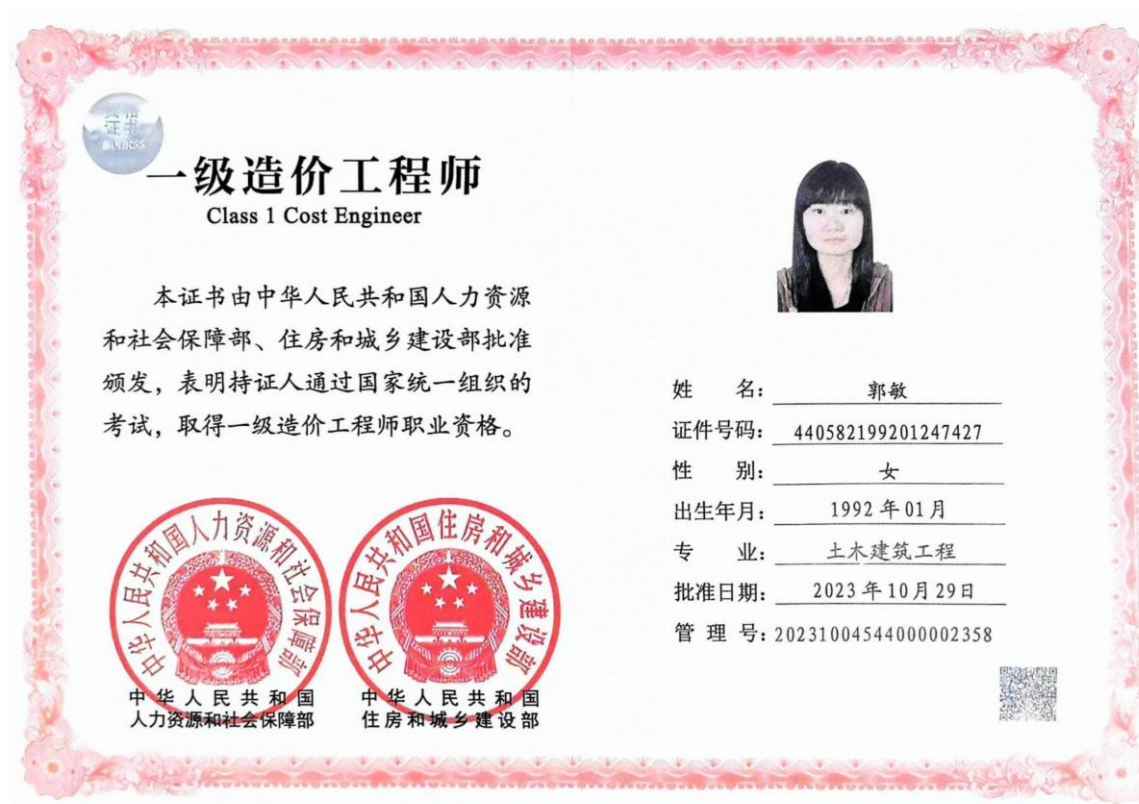 一级造价工程师
Class 1 Cost Engineer
本证书由中华人民共和国人力资源
和社会保障部、住房和城乡建设部批准
颁发，表明持证人通过国家统一组织的
考试，取得一级造价工程师职业资格。
中华人民共和国人力资源和社会保障部
中华人民共和国住房和城乡建设部
中华人民共和国
人力资源和社会保障部
中华人民共和国
住房和城乡建设部
姓 名： 郭敏
证件号码： 440582199201247427
性 别： 女
出生年月： 1992年01月
专 业： 土木建筑工程
批准日期： 2023年10月29日
管 理 号：20231004544000002358